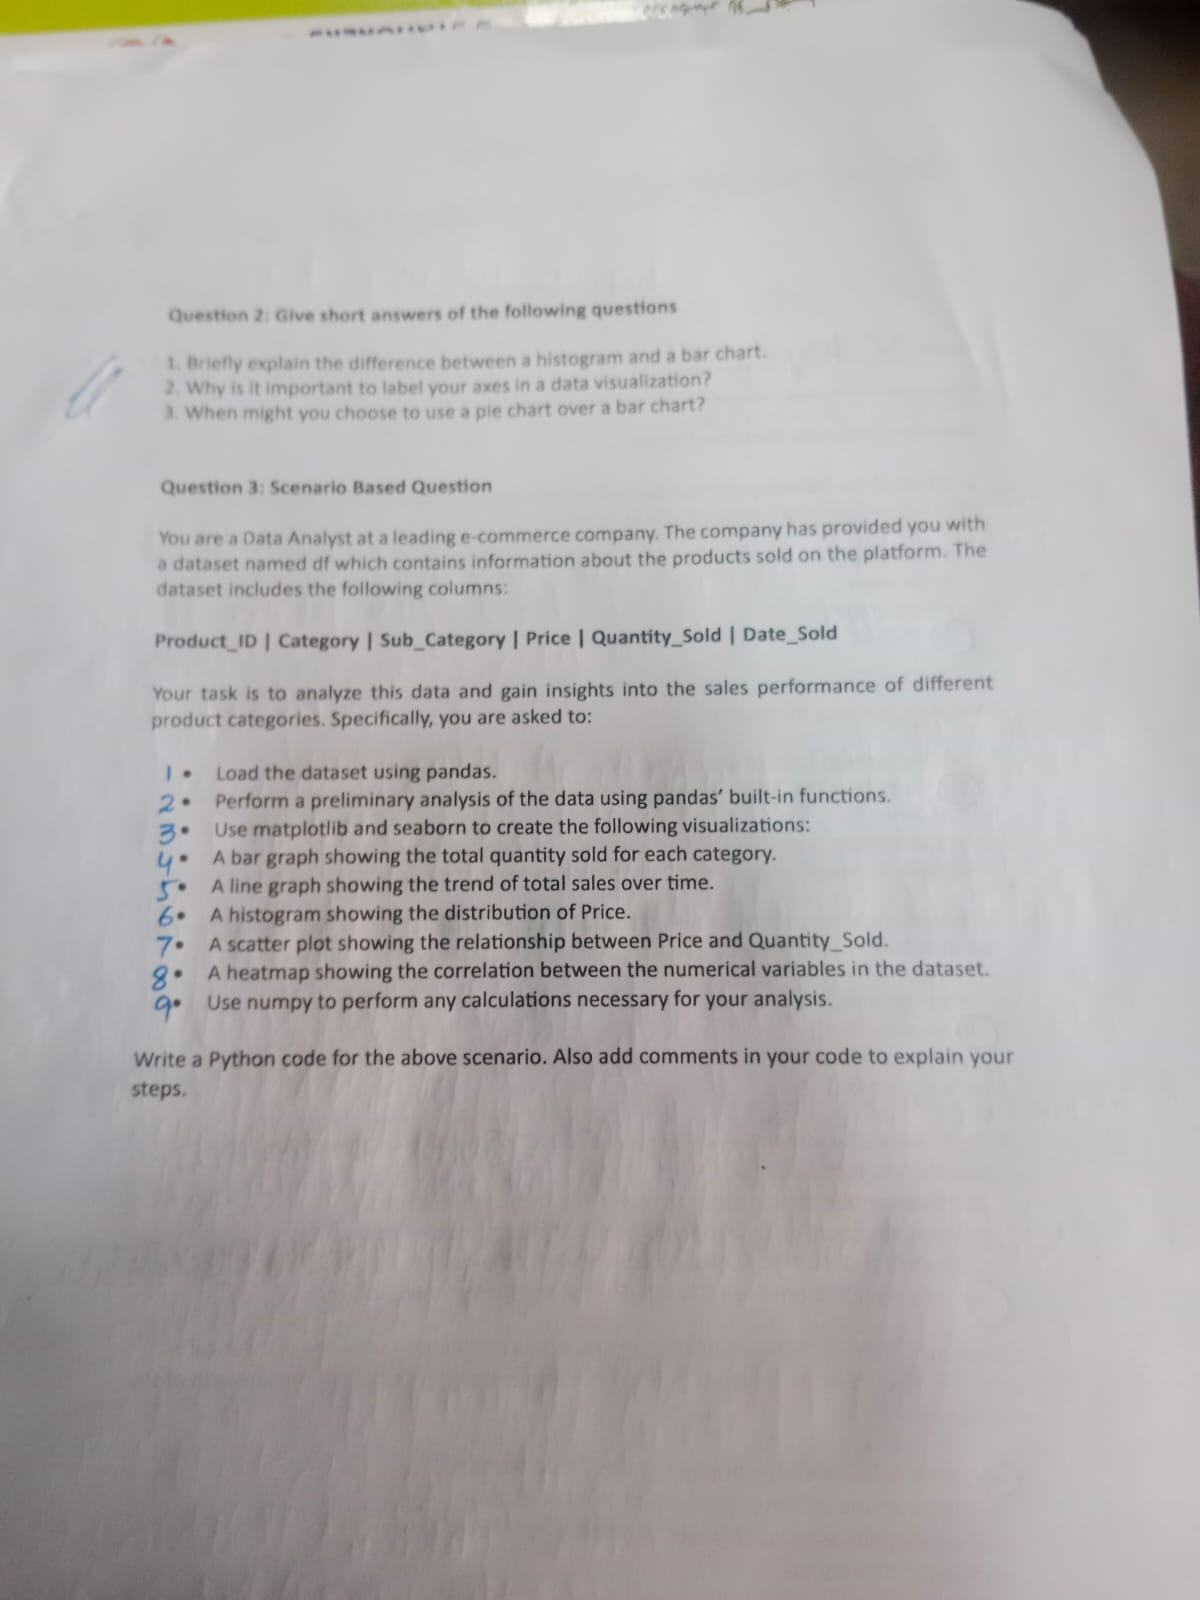 Question 2: Give short answers of the following questions
1. Briefly explain the difference between a histogram and a bar chart.
2. Why is it important to label your axes in a data visualization?
3. When might you choose to use a pie chart over a bar chart?
Question 3: Scenario Based Question
You are a Data Analyst at a leading e-commerce company. The company has provided you with
a dataset named df which contains information about the products sold on the platform. The
dataset includes the following columns:
Product_ID | Category | Sub_Category | Price | Quantity_Sold | Date_Sold
Your task is to analyze this data and gain insights into the sales performance of different
product categories. Specifically, you are asked to:
1 • Load the dataset using pandas.
2 • Perform a preliminary analysis of the data using pandas’ built-in functions.
3 • Use matplotlib and seaborn to create the following visualizations:
4 • A bar graph showing the total quantity sold for each category.
5 • A line graph showing the trend of total sales over time.
6 • A histogram showing the distribution of Price.
7 • A scatter plot showing the relationship between Price and Quantity_Sold.
8 • A heatmap showing the correlation between the numerical variables in the dataset.
9 • Use numpy to perform any calculations necessary for your analysis.
Write a Python code for the above scenario. Also add comments in your code to explain your
steps.